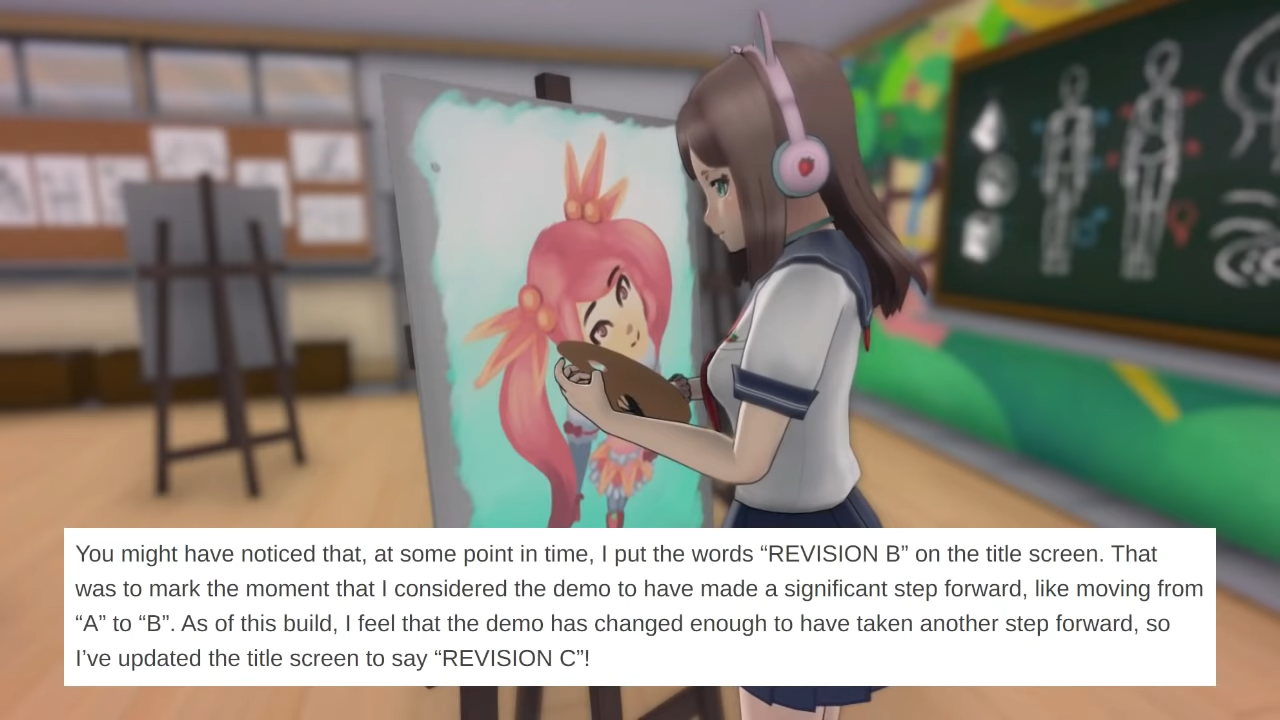 You might have noticed that, at some point in time, I put the words “REVISION B” on the title screen. That
was to mark the moment that I considered the demo to have made a significant step forward, like moving from
“A” to “B”. As of this build, I feel that the demo has changed enough to have taken another step forward, so
I’ve updated the title screen to say “REVISION C”!